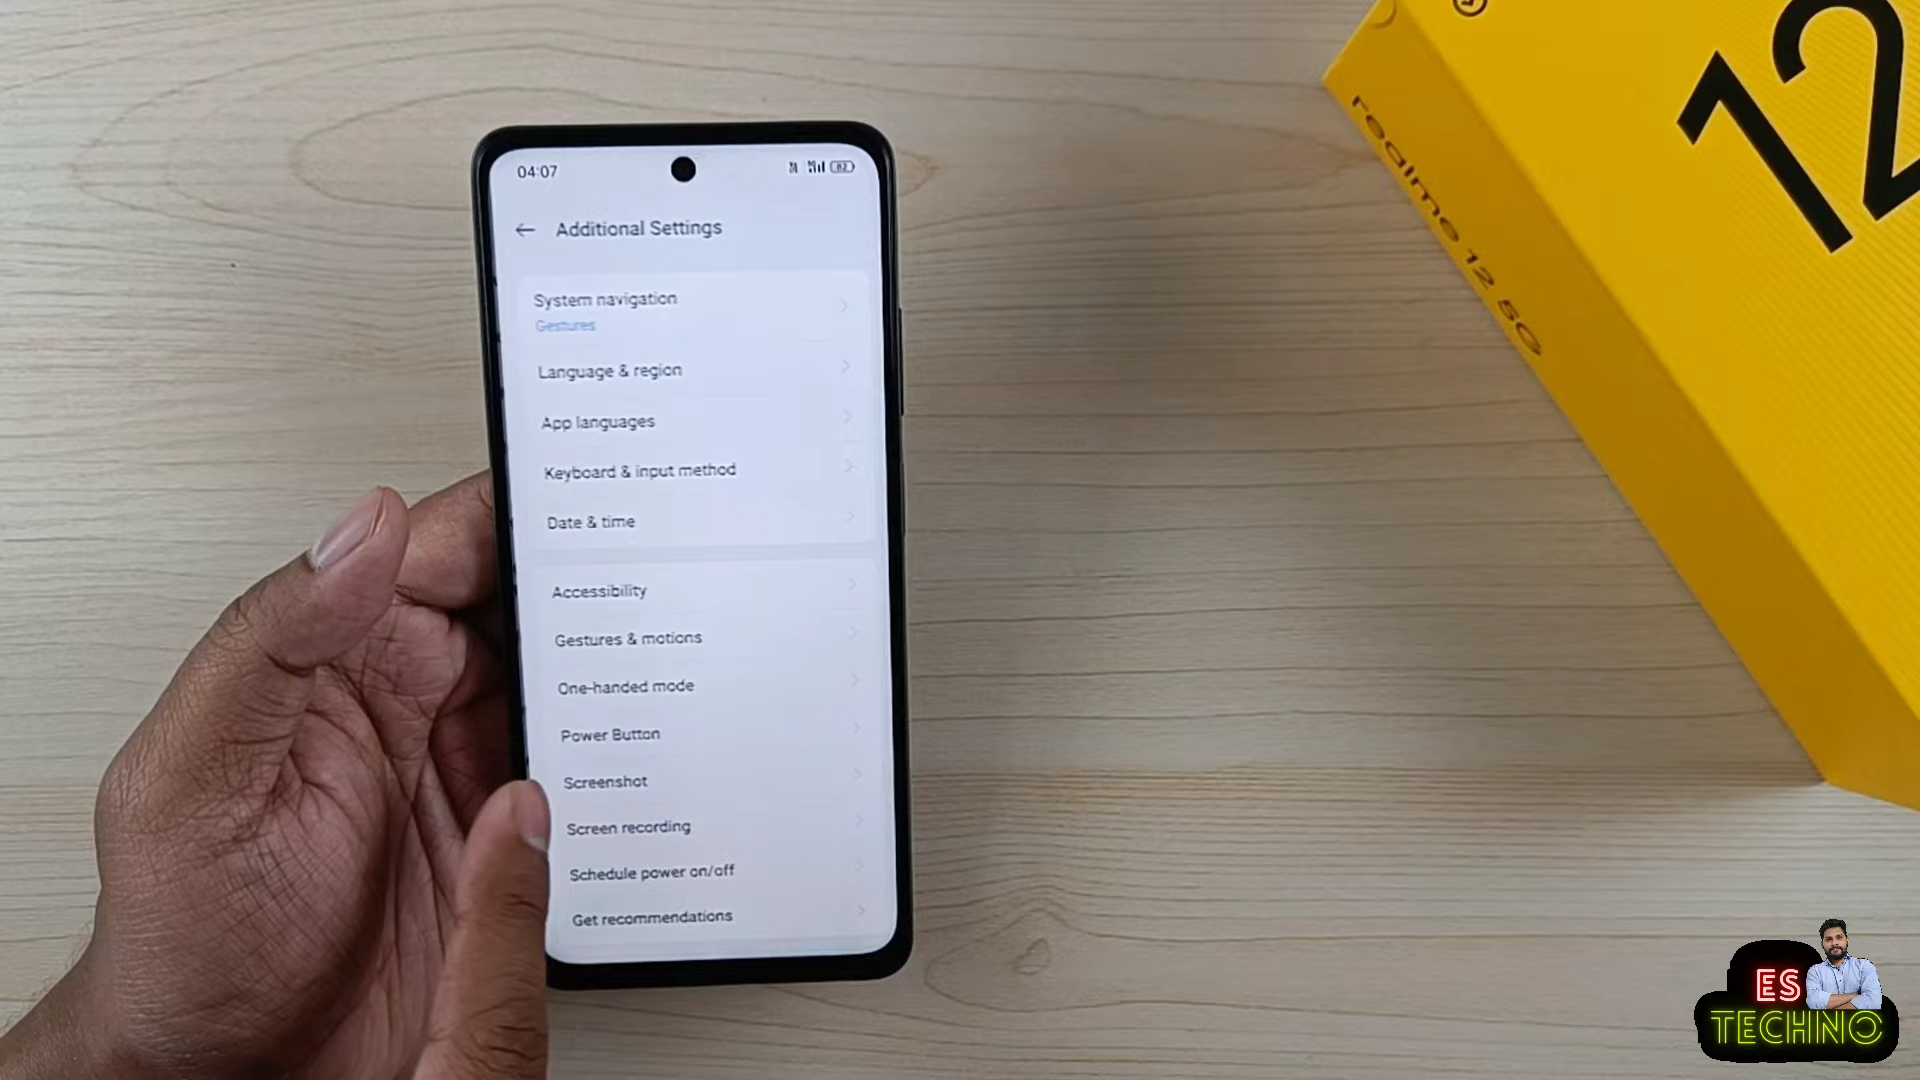 04:07
82
Additional Settings
System navigation
Gestures
Language & region
App languages
Keyboard & input method
Date & time
Accessibility
Gestures & motions
One-handed mode
Power Button
Screenshot
Screen recording
Schedule power on/off
Get recommendations
12
realme 12 5G
ES
TECHNO